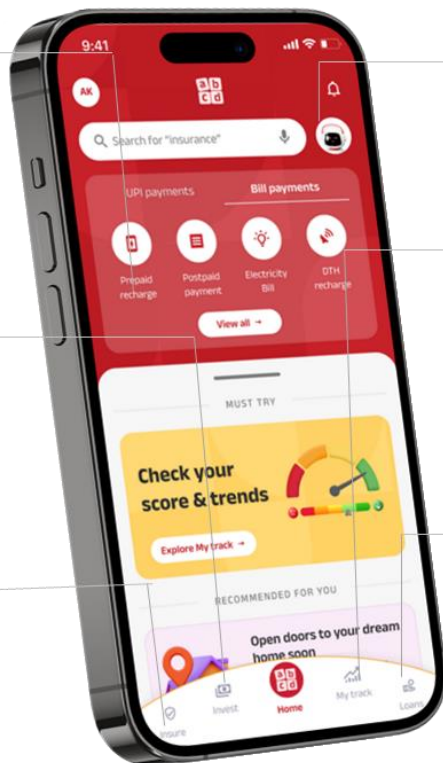 9:41
AK
a b
c d
Search for "insurance"
UPI payments
Bill payments
Prepaid
recharge
Postpaid
payment
Electricity
Bill
DTH
recharge
View all →
MUST TRY
Check your
score & trends
Explore My track →
RECOMMENDED FOR YOU
Open doors to your dream
home soon
Insure
Invest
a b
c d
Home
My track
Loans